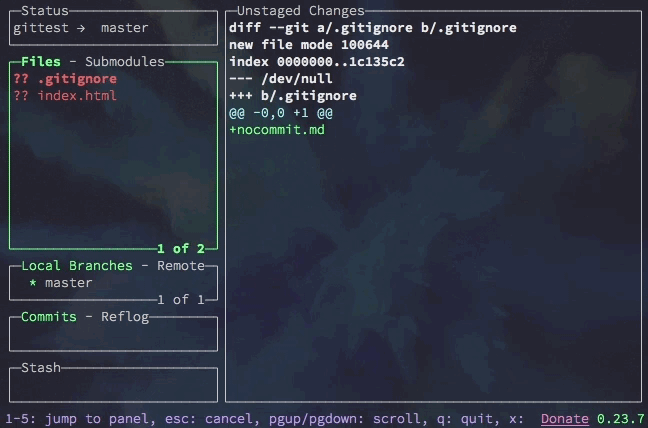 Status
gittest → master
Files - Submodules
?? .gitignore
?? index.html
1 of 2
Local Branches - Remote
* master
1 of 1
Commits - Reflog
Stash
Unstaged Changes
diff --git a/.gitignore b/.gitignore
new file mode 100644
index 0000000..1c135c2
--- /dev/null
+++ b/.gitignore
@@ -0,0 +1 @@
+nocommit.md
1-5: jump to panel, esc: cancel, pgup/pgdown: scroll, q: quit, x: Donate 0.23.7